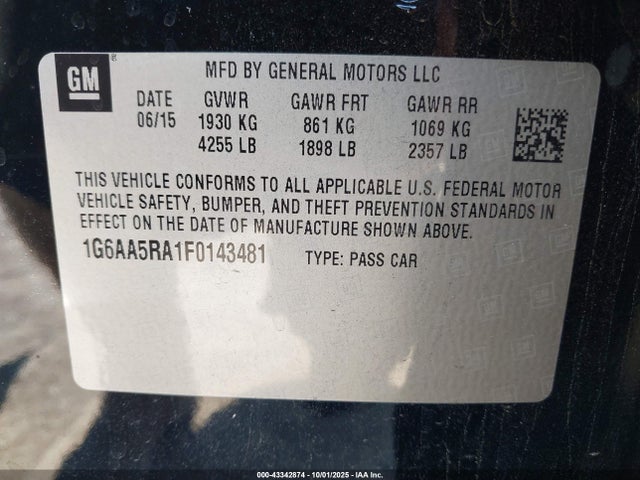 GM
MFD BY GENERAL MOTORS LLC
DATE GVWR GAWR FRT GAWR RR
06/15 1930 KG 861 KG 1069 KG
4255 LB 1898 LB 2357 LB
THIS VEHICLE CONFORMS TO ALL APPLICABLE U.S. FEDERAL MOTOR
VEHICLE SAFETY, BUMPER, AND THEFT PREVENTION STANDARDS IN
EFFECT ON THE DATE OF MANUFACTURE SHOWN ABOVE.
1G6AA5RA1F0143481 TYPE: PASS CAR
000-43342874 | 10/01/2025 | IAA Inc.